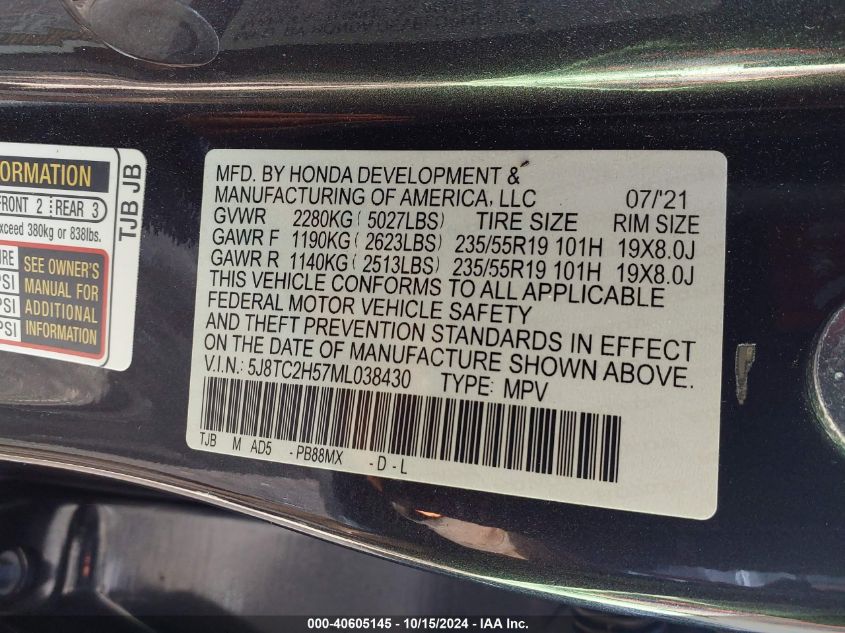 ORMATION
FRONT 2 REAR 3
xceed 380kg or 838lbs.
IRE
PSI
PSI
PSI
SEE OWNER'S
MANUAL FOR
ADDITIONAL
INFORMATION
TJB JB
MFD. BY HONDA DEVELOPMENT &
MANUFACTURING OF AMERICA, LLC 07/'21
GVWR 2280KG ( 5027LBS) TIRE SIZE RIM SIZE
GAWR F 1190KG ( 2623LBS) 235/55R19 101H 19X8.0J
GAWR R 1140KG ( 2513LBS) 235/55R19 101H 19X8.0J
THIS VEHICLE CONFORMS TO ALL APPLICABLE
FEDERAL MOTOR VEHICLE SAFETY
AND THEFT PREVENTION STANDARDS IN EFFECT
ON THE DATE OF MANUFACTURE SHOWN ABOVE.
V.I.N.: 5J8TC2H57ML038430 TYPE: MPV
TJB M AD5 -PB88MX -D-L
000-40605145 - 10/15/2024 - IAA Inc.